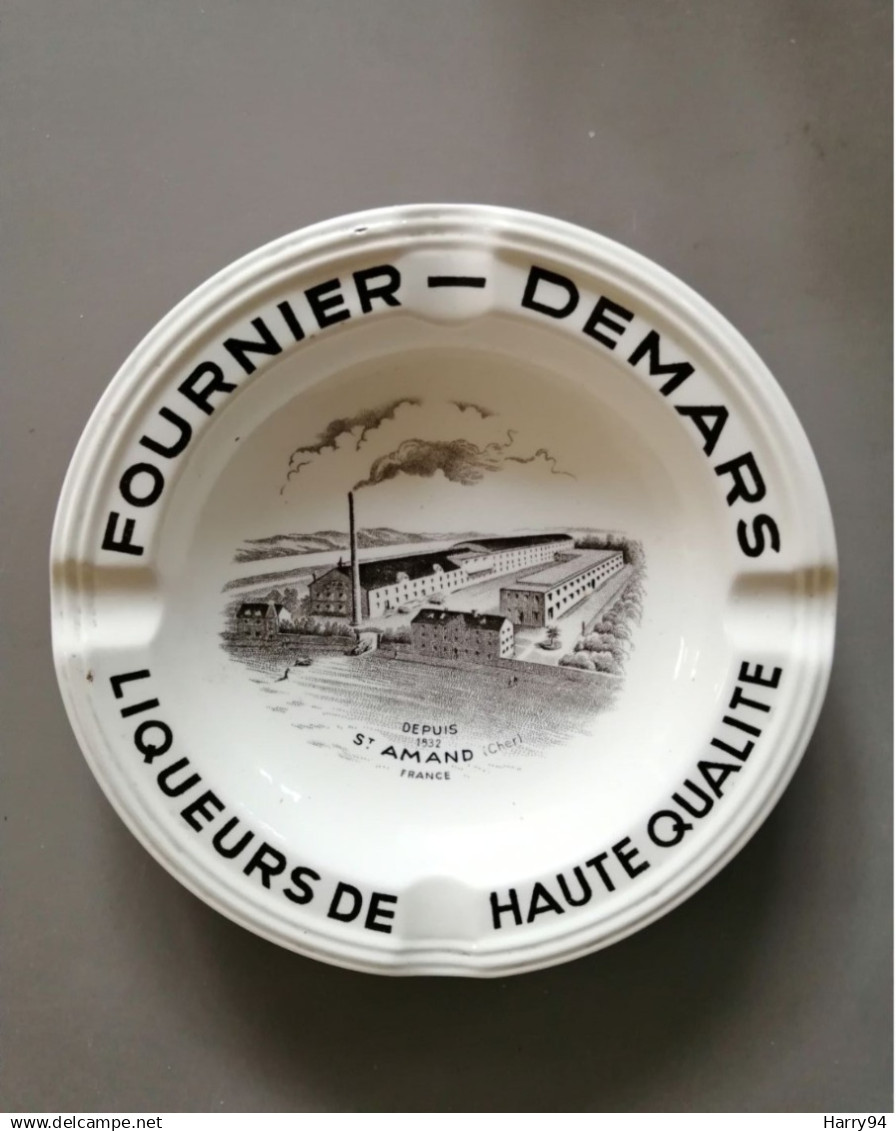 FOURNIER — DEMARS
DEPUIS
1832
ST AMAND (Cher)
FRANCE
LIQUEURS DE HAUTE QUALITE
www.delcampe.net
Harry94